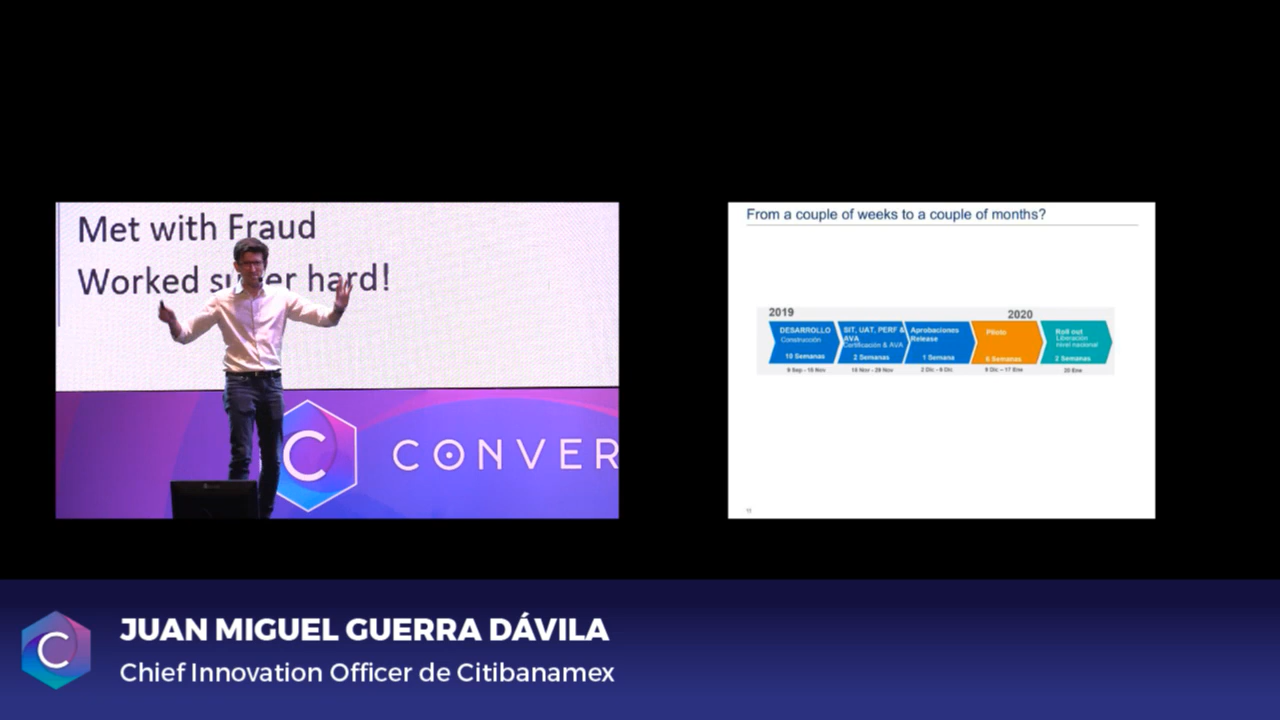 Met with Fraud
Worked super hard!
C CONVER
From a couple of weeks to a couple of months?
2019
2020
DESARROLLO
Construcción
10 Semanas
9 Sep - 15 Nov
SIT, UAT, PERF &
AVA
Certificación & AVA
2 Semanas
18 Nov - 29 Nov
Aprobaciones
Release
1 Semana
2 Dic - 6 Dic
Piloto
6 Semanas
9 Dic – 17 Ene
Roll out
Liberación
nivel nacional
2 Semanas
20 Ene
C
JUAN MIGUEL GUERRA DÁVILA
Chief Innovation Officer de Citibanamex